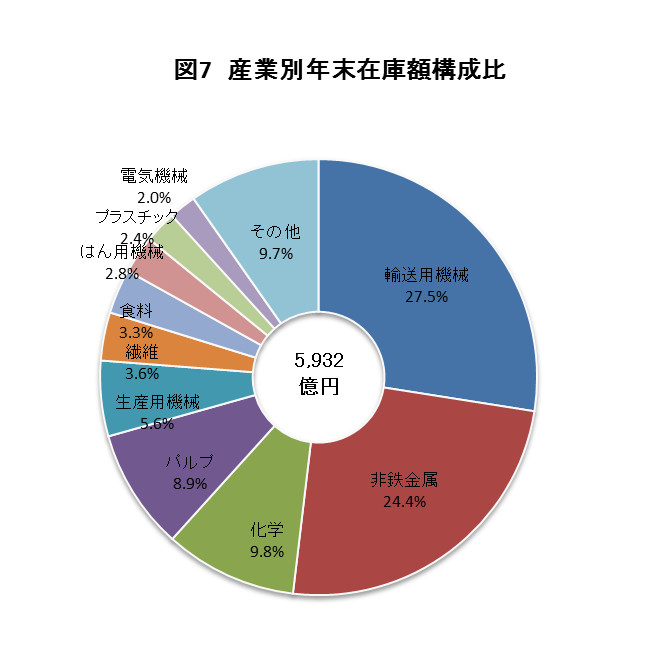 図7 産業別年末在庫額構成比
輸送用機械
27.5%
非鉄金属
24.4%
化学
9.8%
パルプ
8.9%
生産用機械
5.6%
繊維
3.6%
食料
3.3%
はん用機械
2.8%
プラスチック
2.4%
電気機械
2.0%
その他
9.7%
5,932
億円